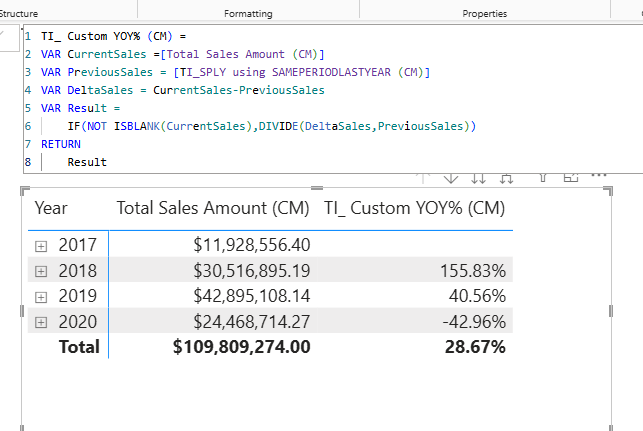 Structure Formatting Properties
1 TI_ Custom YOY% (CM) =
2 VAR CurrentSales =[Total Sales Amount (CM)]
3 VAR PreviousSales = [TI_SPLY using SAMEPERIODLASTYEAR (CM)]
4 VAR DeltaSales = CurrentSales-PreviousSales
5 VAR Result =
6 IF(NOT ISBLANK(CurrentSales),DIVIDE(DeltaSales,PreviousSales))
7 RETURN
8 Result
Year Total Sales Amount (CM) TI_ Custom YOY% (CM)
2017 $11,928,556.40
2018 $30,516,895.19 155.83%
2019 $42,895,108.14 40.56%
2020 $24,468,714.27 -42.96%
Total $109,809,274.00 28.67%